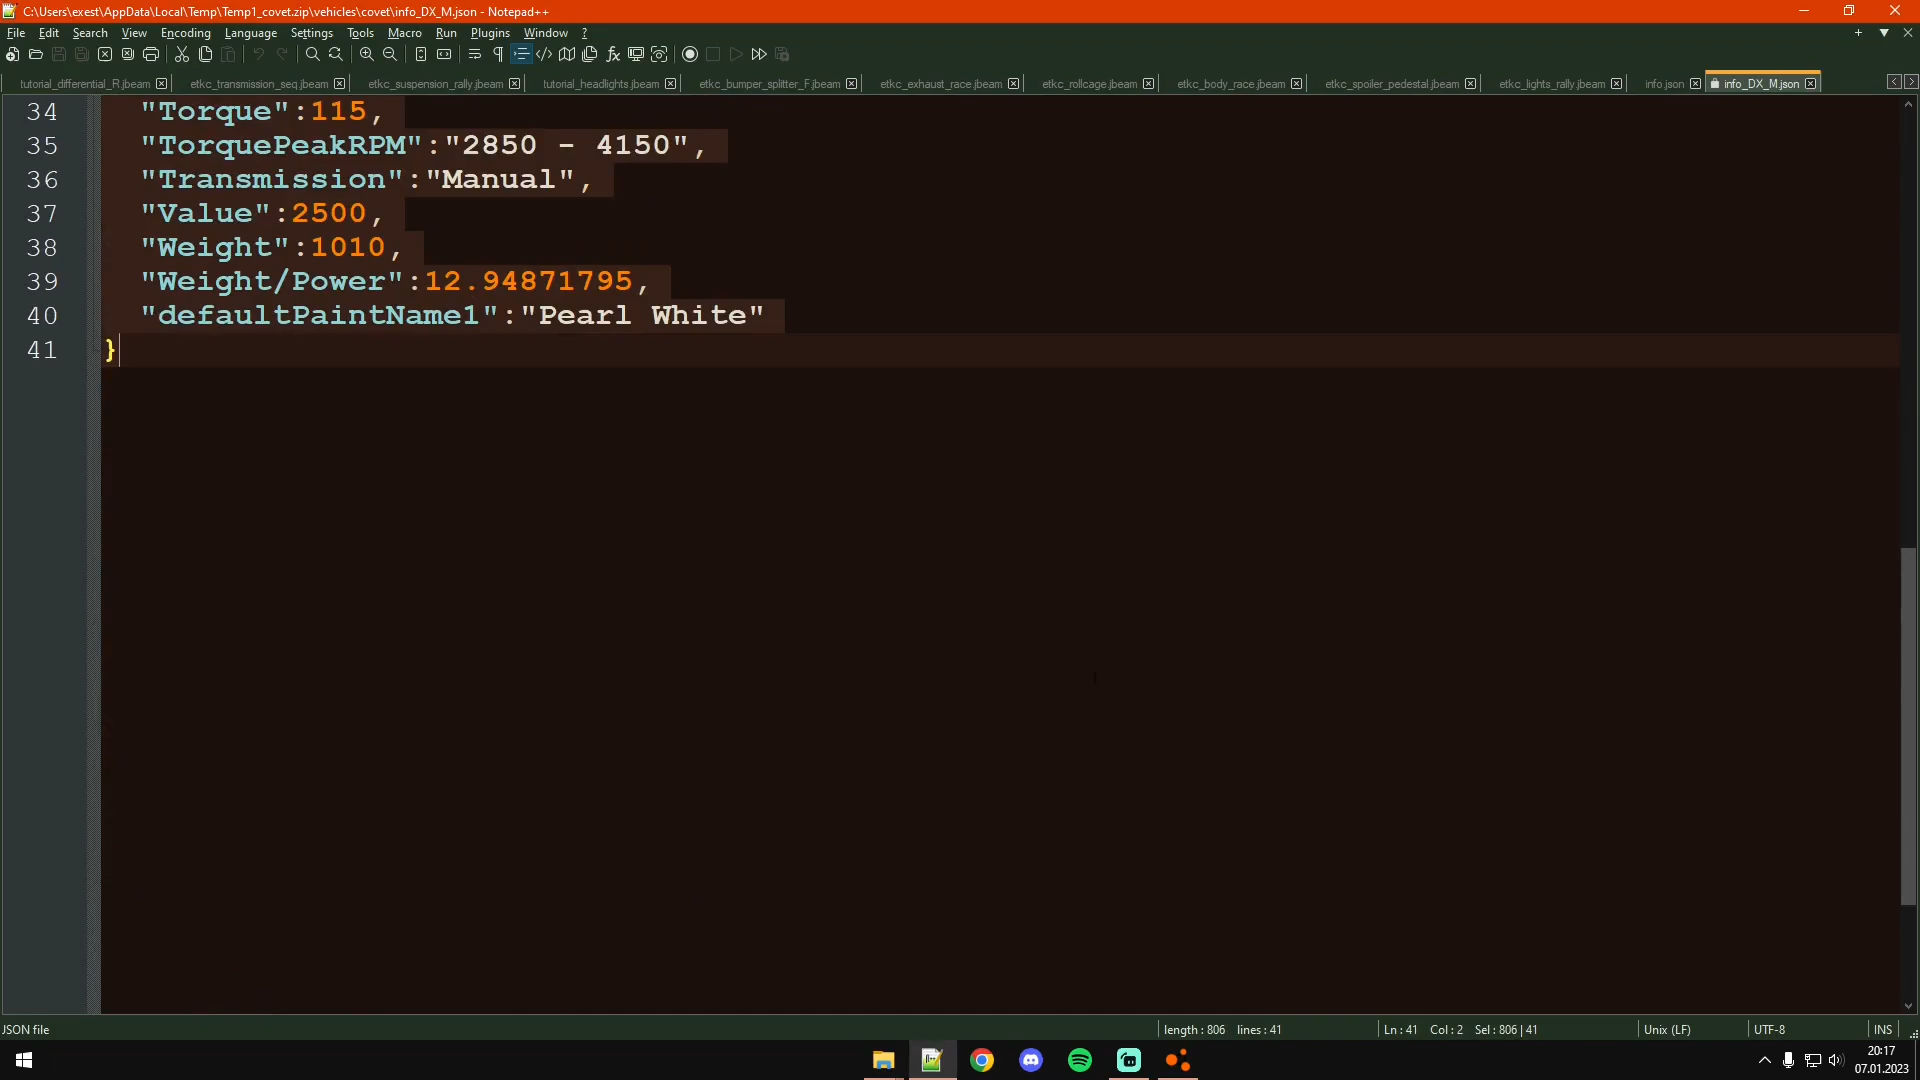 C:\Users\exest\AppData\Local\Temp\Temp1_covet.zip\vehicles\covet\info_DX_M.json - Notepad++
File Edit Search View Encoding Language Settings Tools Macro Run Plugins Window ?
tutorial_differential_R.jbeam etkc_transmission_seq.jbeam etkc_suspension_rally.jbeam tutorial_headlights.jbeam etkc_bumper_splitter_F.jbeam etkc_exhaust_race.jbeam etkc_rollcage.jbeam etkc_body_race.jbeam etkc_spoiler_pedestal.jbeam etkc_lights_rally.jbeam info.json info_DX_M.json
34 "Torque":115,
35 "TorquePeakRPM":"2850 - 4150",
36 "Transmission":"Manual",
37 "Value":2500,
38 "Weight":1010,
39 "Weight/Power":12.94871795,
40 "defaultPaintName1":"Pearl White"
41 }
JSON file length : 806 lines : 41 Ln : 41 Col : 2 Sel : 806 | 41 Unix (LF) UTF-8 INS
20:17
07.01.2023